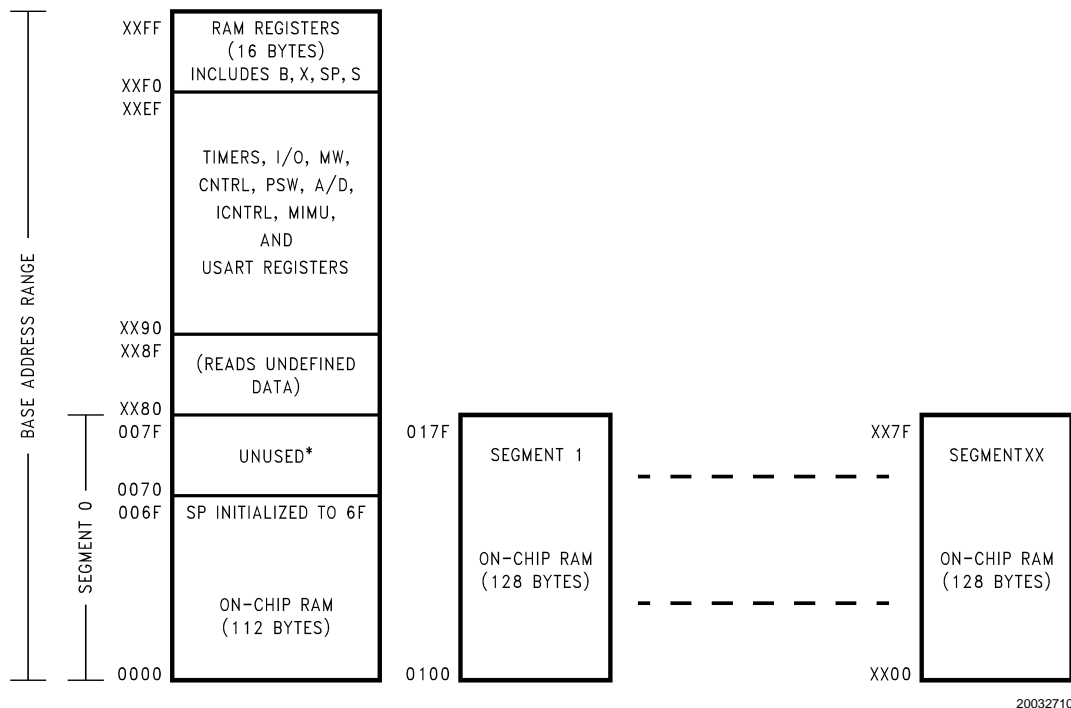 BASE ADDRESS RANGE
SEGMENT 0
XXFF
RAM REGISTERS
(16 BYTES)
INCLUDES B, X, SP, S
XXF0
XXEF
TIMERS, I/O, MW,
CNTRL, PSW, A/D,
ICNTRL, MIMU,
AND
USART REGISTERS
XX90
XX8F
(READS UNDEFINED
DATA)
XX80
007F
UNUSED*
0070
006F
SP INITIALIZED TO 6F
ON-CHIP RAM
(112 BYTES)
0000
017F
SEGMENT 1
ON-CHIP RAM
(128 BYTES)
0100
XX7F
SEGMENT XX
ON-CHIP RAM
(128 BYTES)
XX00
20032710